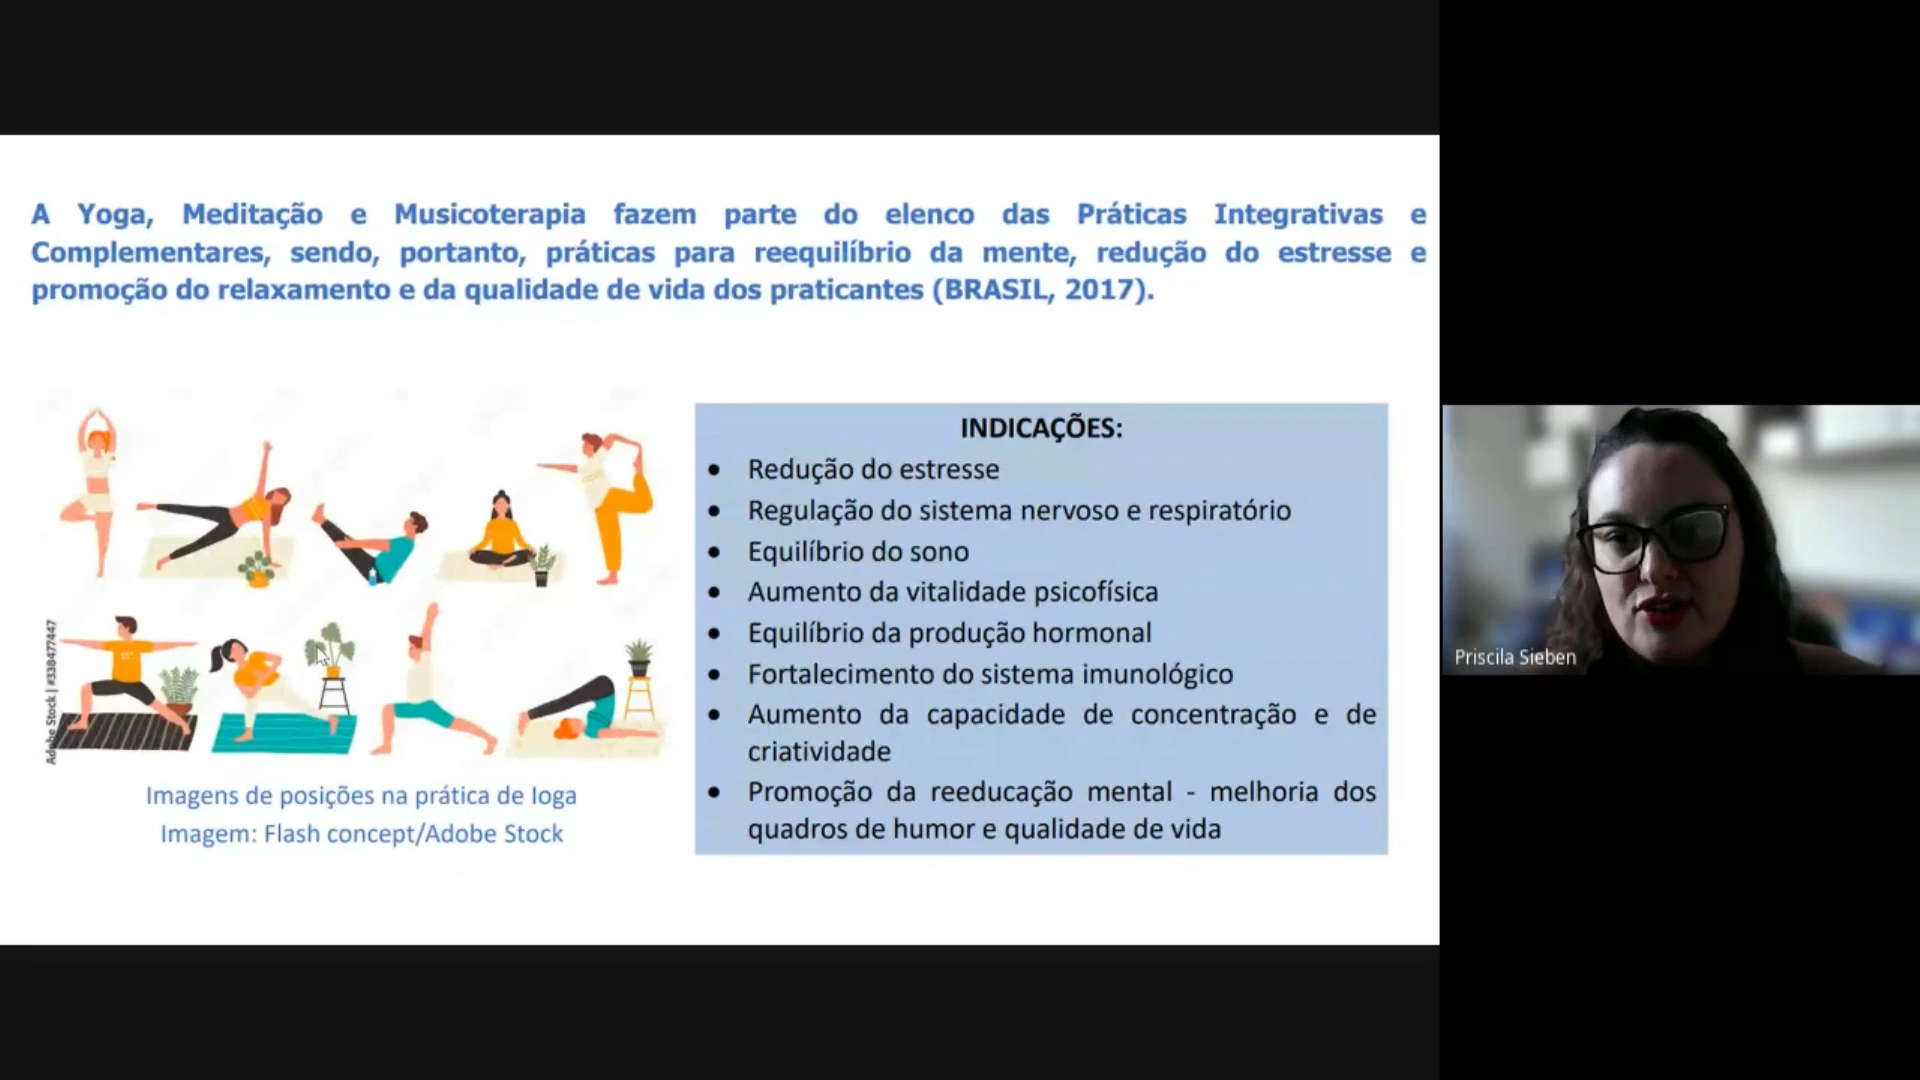 A Yoga, Meditação e Musicoterapia fazem parte do elenco das Práticas Integrativas e
Complementares, sendo, portanto, práticas para reequilíbrio da mente, redução do estresse e
promoção do relaxamento e da qualidade de vida dos praticantes (BRASIL, 2017).
Adobe Stock | #338477447
Imagens de posições na prática de Ioga
Imagem: Flash concept/Adobe Stock
INDICAÇÕES:
• Redução do estresse
• Regulação do sistema nervoso e respiratório
• Equilíbrio do sono
• Aumento da vitalidade psicofísica
• Equilíbrio da produção hormonal
• Fortalecimento do sistema imunológico
• Aumento da capacidade de concentração e de
criatividade
• Promoção da reeducação mental - melhoria dos
quadros de humor e qualidade de vida
Priscila Sieben